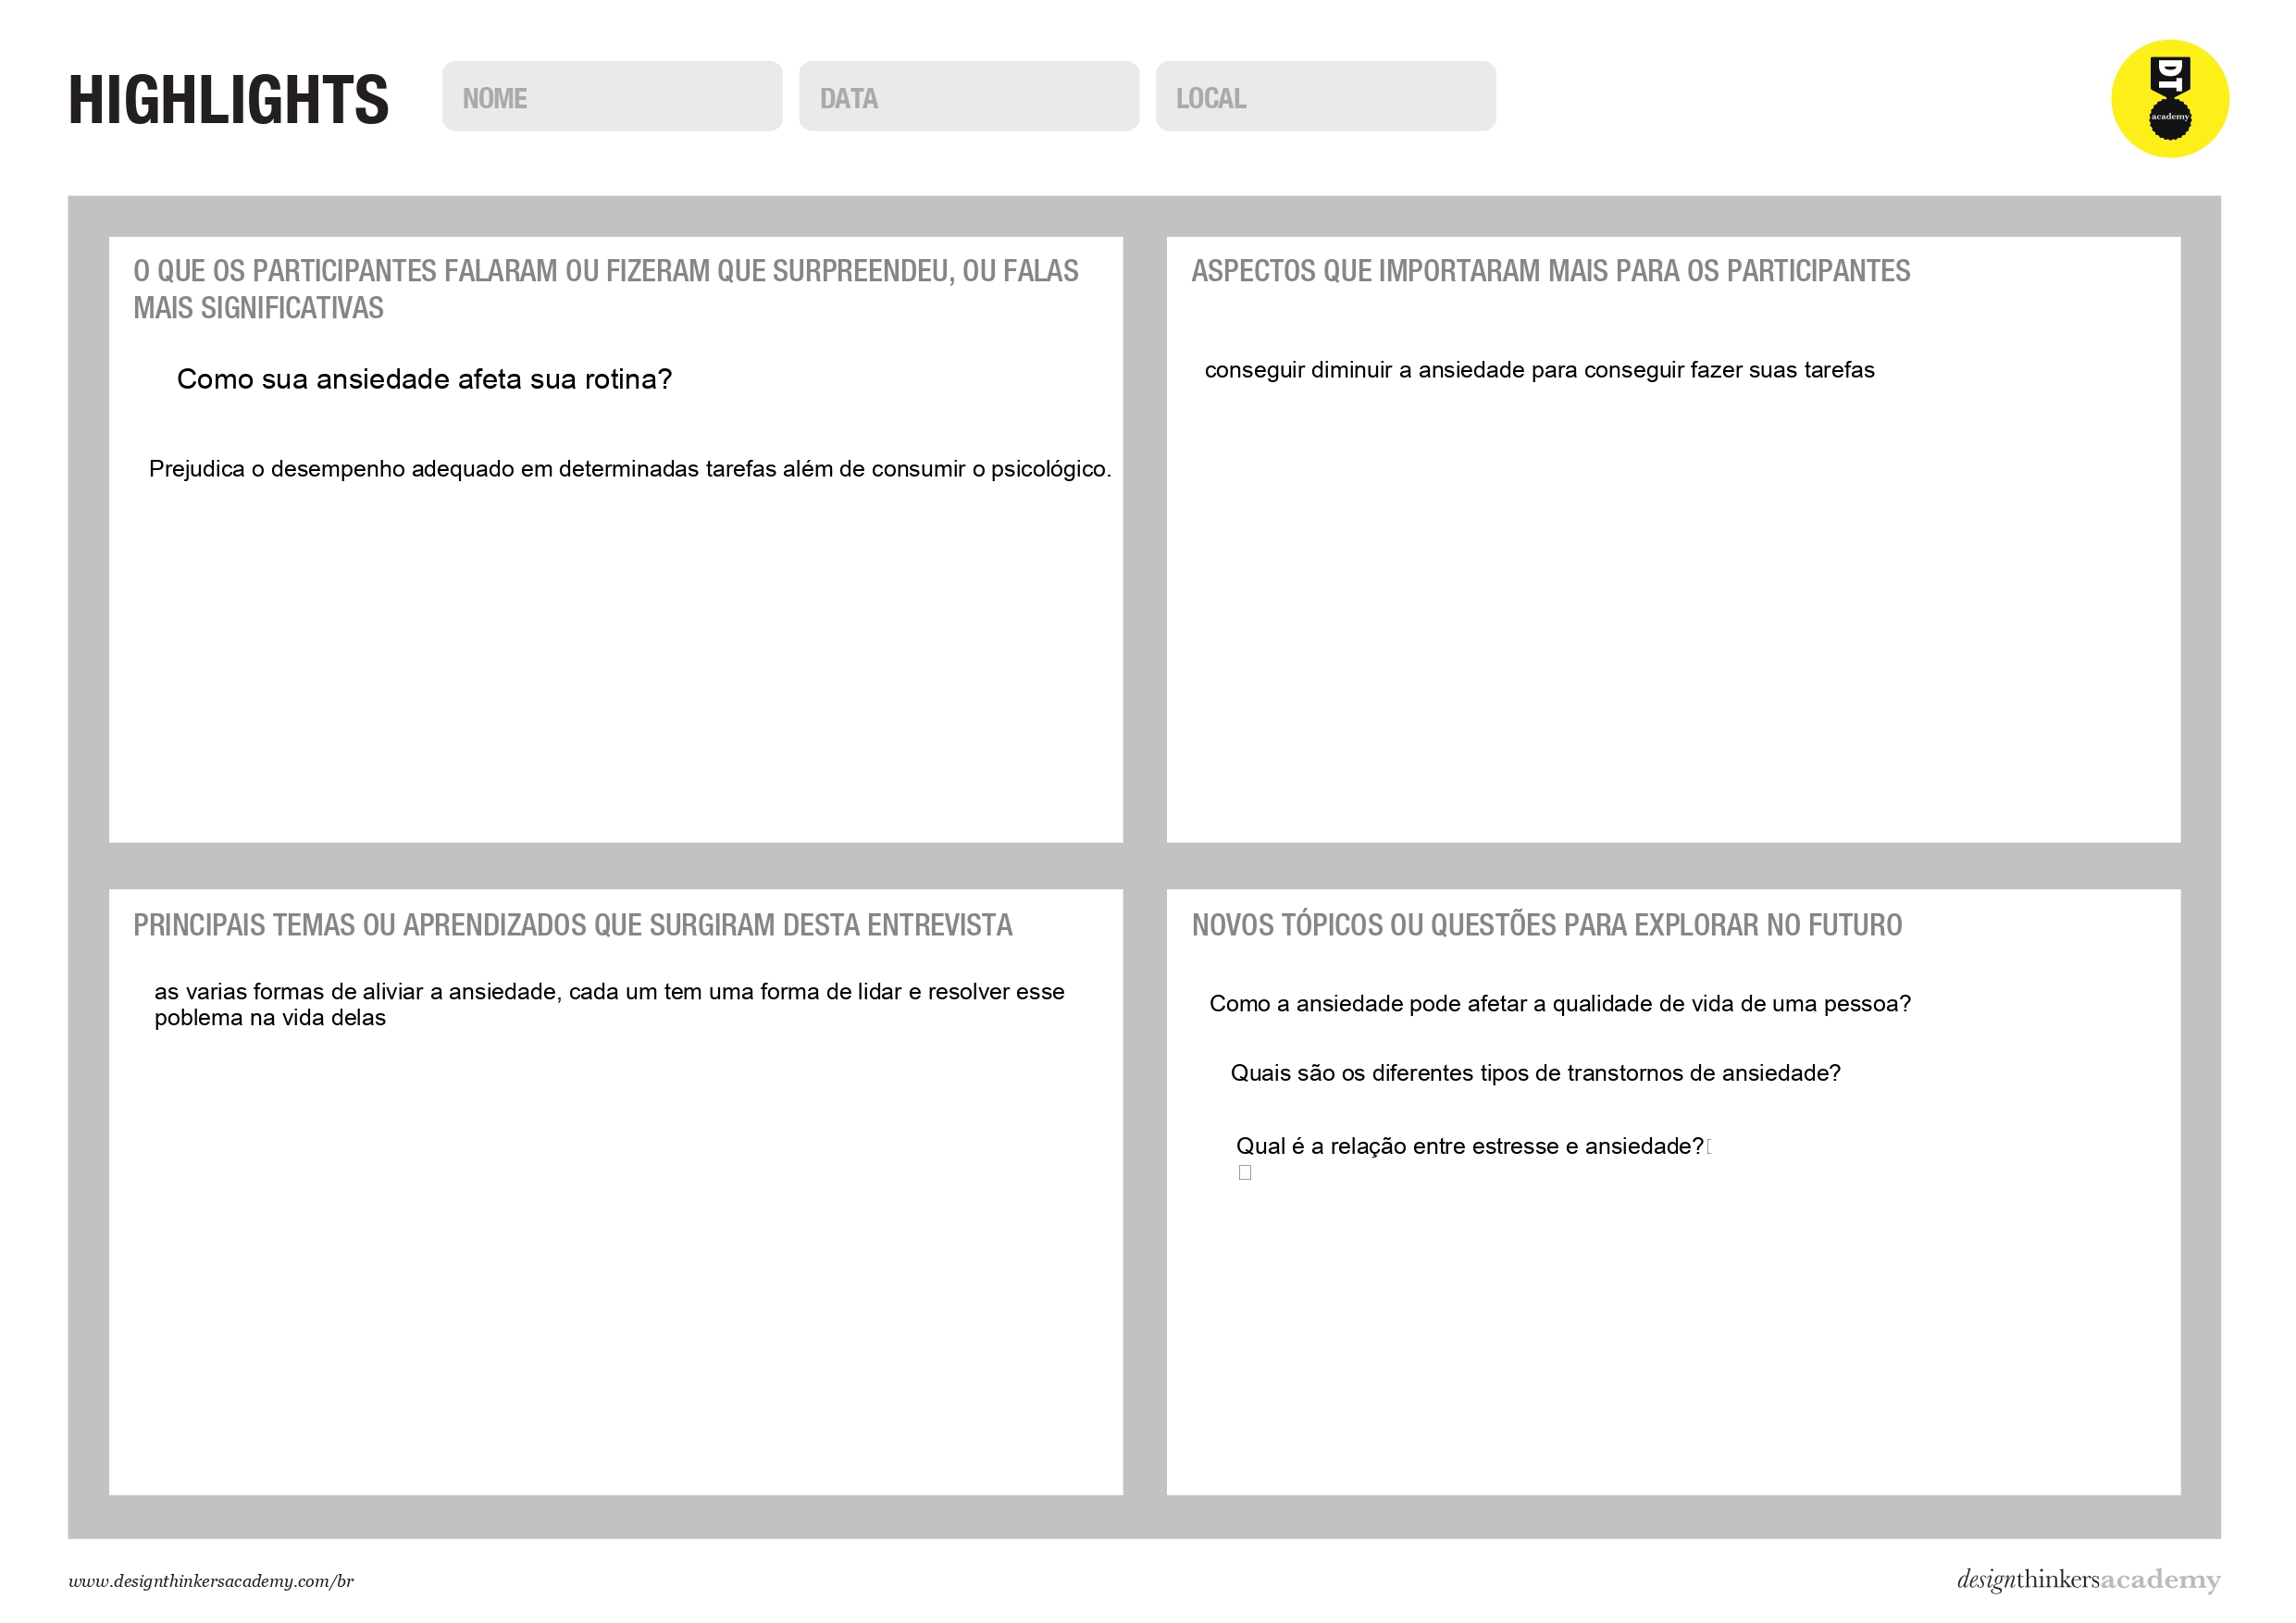 HIGHLIGHTS
NOME
DATA
LOCAL
DT
academy
O QUE OS PARTICIPANTES FALARAM OU FIZERAM QUE SURPREENDEU, OU FALAS
MAIS SIGNIFICATIVAS
Como sua ansiedade afeta sua rotina?
Prejudica o desempenho adequado em determinadas tarefas além de consumir o psicológico.
ASPECTOS QUE IMPORTARAM MAIS PARA OS PARTICIPANTES
conseguir diminuir a ansiedade para conseguir fazer suas tarefas
PRINCIPAIS TEMAS OU APRENDIZADOS QUE SURGIRAM DESTA ENTREVISTA
as varias formas de aliviar a ansiedade, cada um tem uma forma de lidar e resolver esse
poblema na vida delas
NOVOS TÓPICOS OU QUESTÕES PARA EXPLORAR NO FUTURO
Como a ansiedade pode afetar a qualidade de vida de uma pessoa?
Quais são os diferentes tipos de transtornos de ansiedade?
Qual é a relação entre estresse e ansiedade?
www.designthinkersacademy.com/br
designthinkersacademy